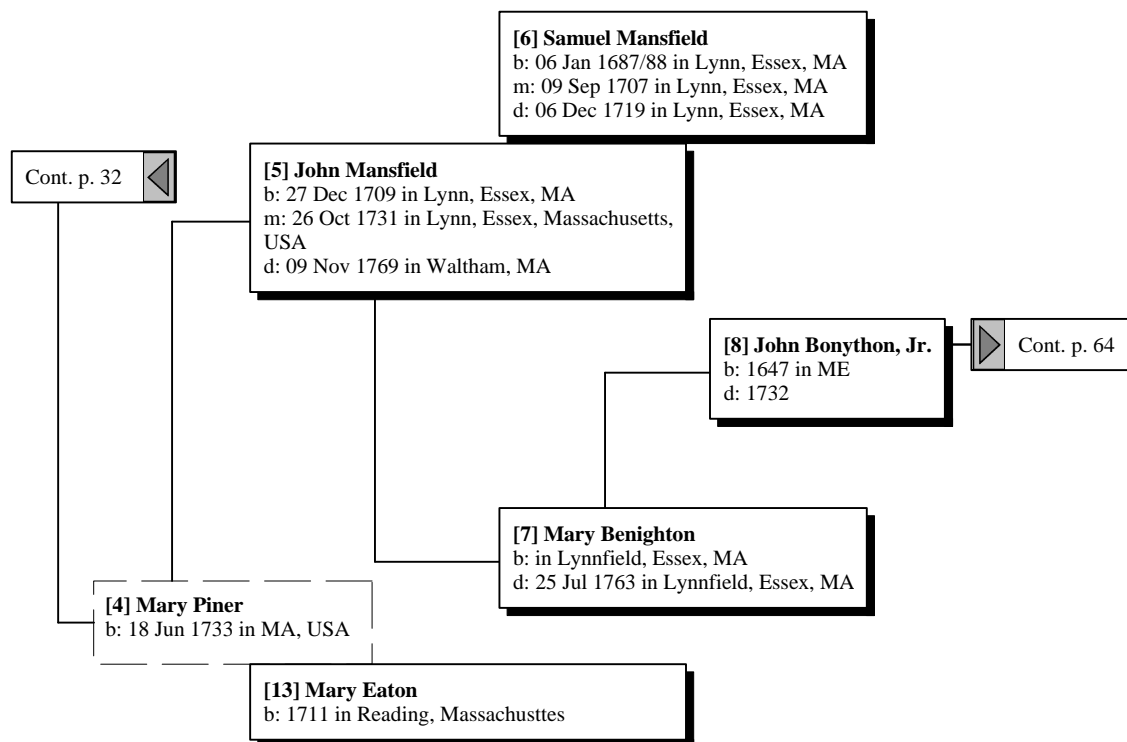 [6] Samuel Mansfield
b: 06 Jan 1687/88 in Lynn, Essex, MA
m: 09 Sep 1707 in Lynn, Essex, MA
d: 06 Dec 1719 in Lynn, Essex, MA
Cont. p. 32
[5] John Mansfield
b: 27 Dec 1709 in Lynn, Essex, MA
m: 26 Oct 1731 in Lynn, Essex, Massachusetts,
USA
d: 09 Nov 1769 in Waltham, MA
[8] John Bonython, Jr.
b: 1647 in ME
d: 1732
Cont. p. 64
[7] Mary Benighton
b: in Lynnfield, Essex, MA
d: 25 Jul 1763 in Lynnfield, Essex, MA
[4] Mary Piner
b: 18 Jun 1733 in MA, USA
[13] Mary Eaton
b: 1711 in Reading, Massachusttes